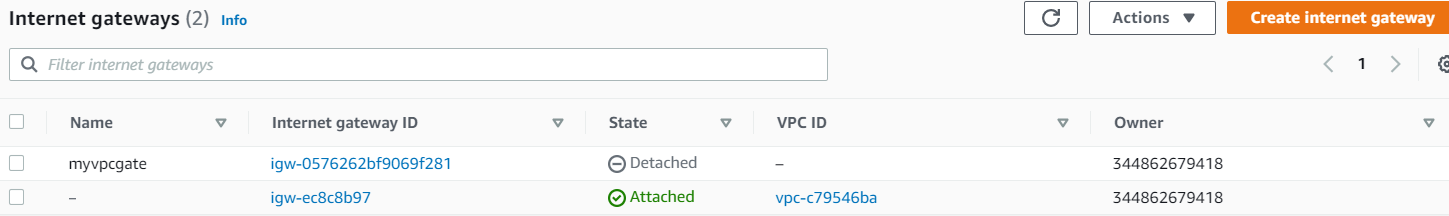 Internet gateways (2) Info
Actions Create internet gateway
Filter internet gateways
1
Name Internet gateway ID State VPC ID Owner
myvpcgate igw-0576262bf9069f281 Detached – 344862679418
– igw-ec8c8b97 Attached vpc-c79546ba 344862679418